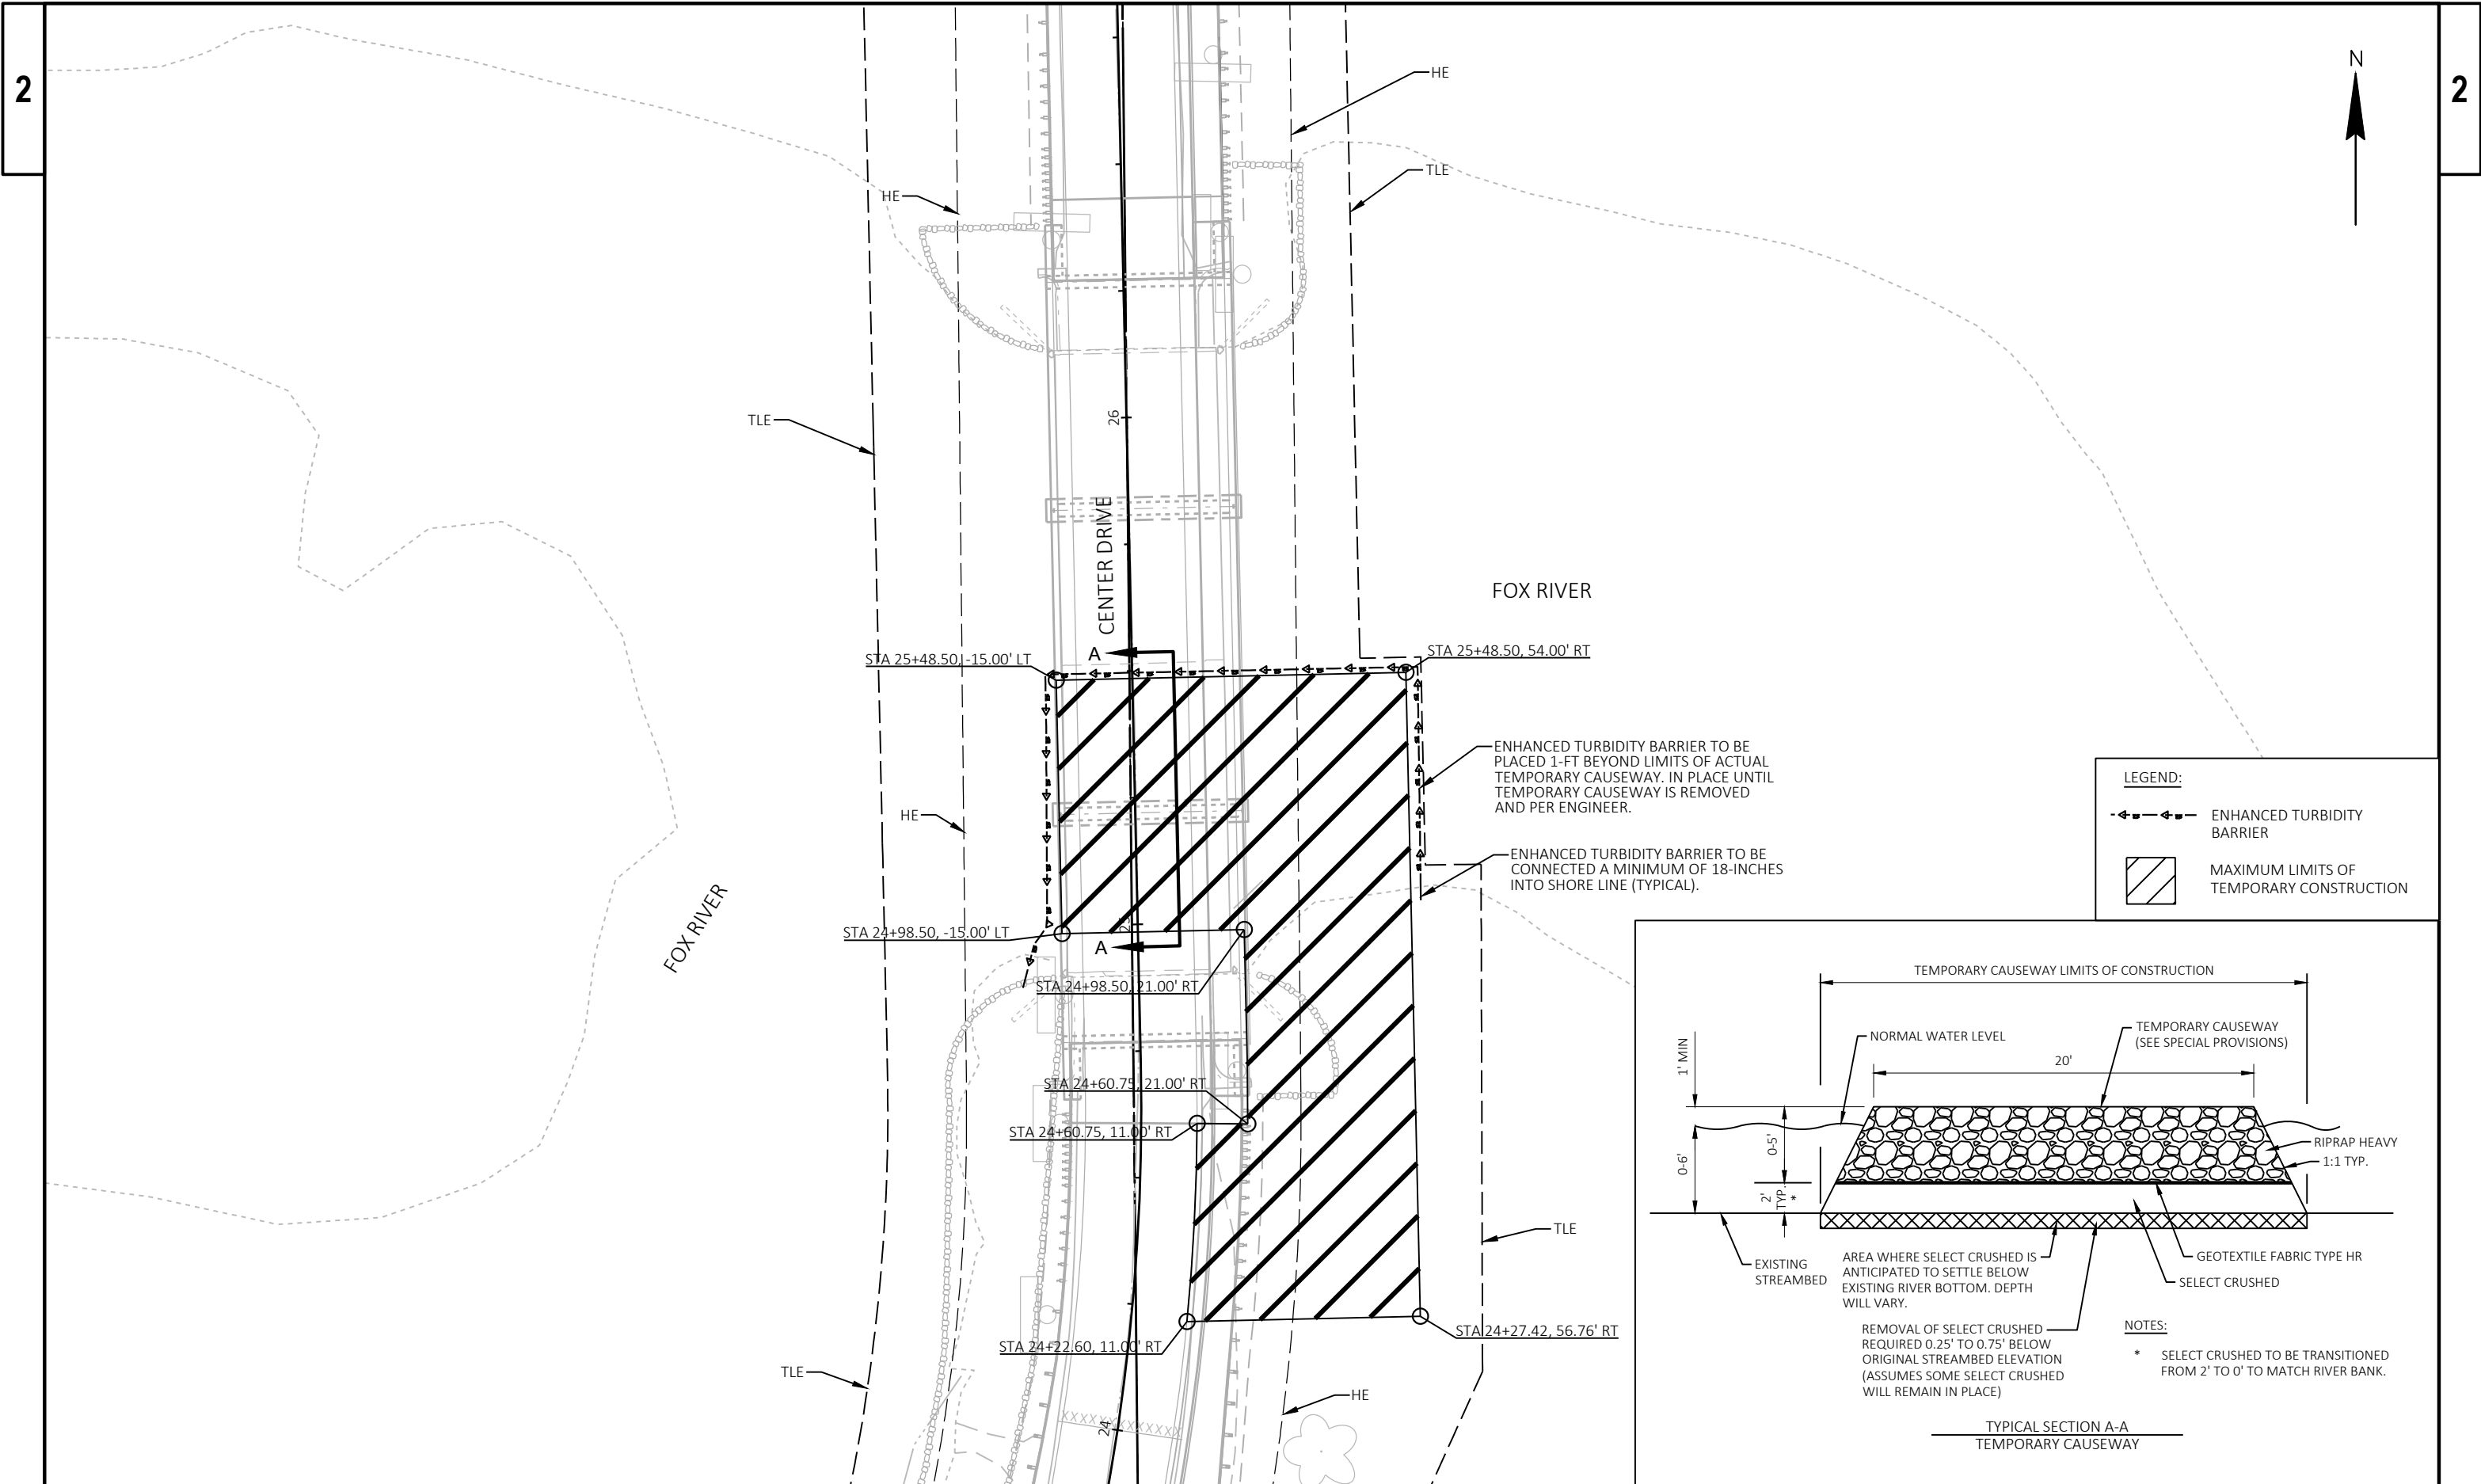 2
2
N
HE
TLE
HE
TLE
26
CENTER DRIVE
FOX RIVER
STA 25+48.50, -15.00' LT
A
STA 25+48.50, 54.00' RT
ENHANCED TURBIDITY BARRIER TO BE
PLACED 1-FT BEYOND LIMITS OF ACTUAL
TEMPORARY CAUSEWAY. IN PLACE UNTIL
TEMPORARY CAUSEWAY IS REMOVED
AND PER ENGINEER.
HE
ENHANCED TURBIDITY BARRIER TO BE
CONNECTED A MINIMUM OF 18-INCHES
INTO SHORE LINE (TYPICAL).
FOX RIVER
STA 24+98.50, -15.00' LT
A
STA 24+98.50, 21.00' RT
STA 24+60.75, 21.00' RT
STA 24+60.75, 11.00' RT
TLE
STA 24+27.42, 56.76' RT
STA 24+22.60, 11.00' RT
TLE
HE
24
LEGEND:
ENHANCED TURBIDITY
BARRIER
MAXIMUM LIMITS OF
TEMPORARY CONSTRUCTION
TEMPORARY CAUSEWAY LIMITS OF CONSTRUCTION
NORMAL WATER LEVEL
TEMPORARY CAUSEWAY
(SEE SPECIAL PROVISIONS)
1' MIN
20'
0-5'
0-6'
RIPRAP HEAVY
1:1 TYP.
2'
TYP.
*
EXISTING
STREAMBED
AREA WHERE SELECT CRUSHED IS
ANTICIPATED TO SETTLE BELOW
EXISTING RIVER BOTTOM. DEPTH
WILL VARY.
GEOTEXTILE FABRIC TYPE HR
SELECT CRUSHED
REMOVAL OF SELECT CRUSHED
REQUIRED 0.25' TO 0.75' BELOW
ORIGINAL STREAMBED ELEVATION
(ASSUMES SOME SELECT CRUSHED
WILL REMAIN IN PLACE)
NOTES:
* SELECT CRUSHED TO BE TRANSITIONED
FROM 2' TO 0' TO MATCH RIVER BANK.
TYPICAL SECTION A-A
TEMPORARY CAUSEWAY